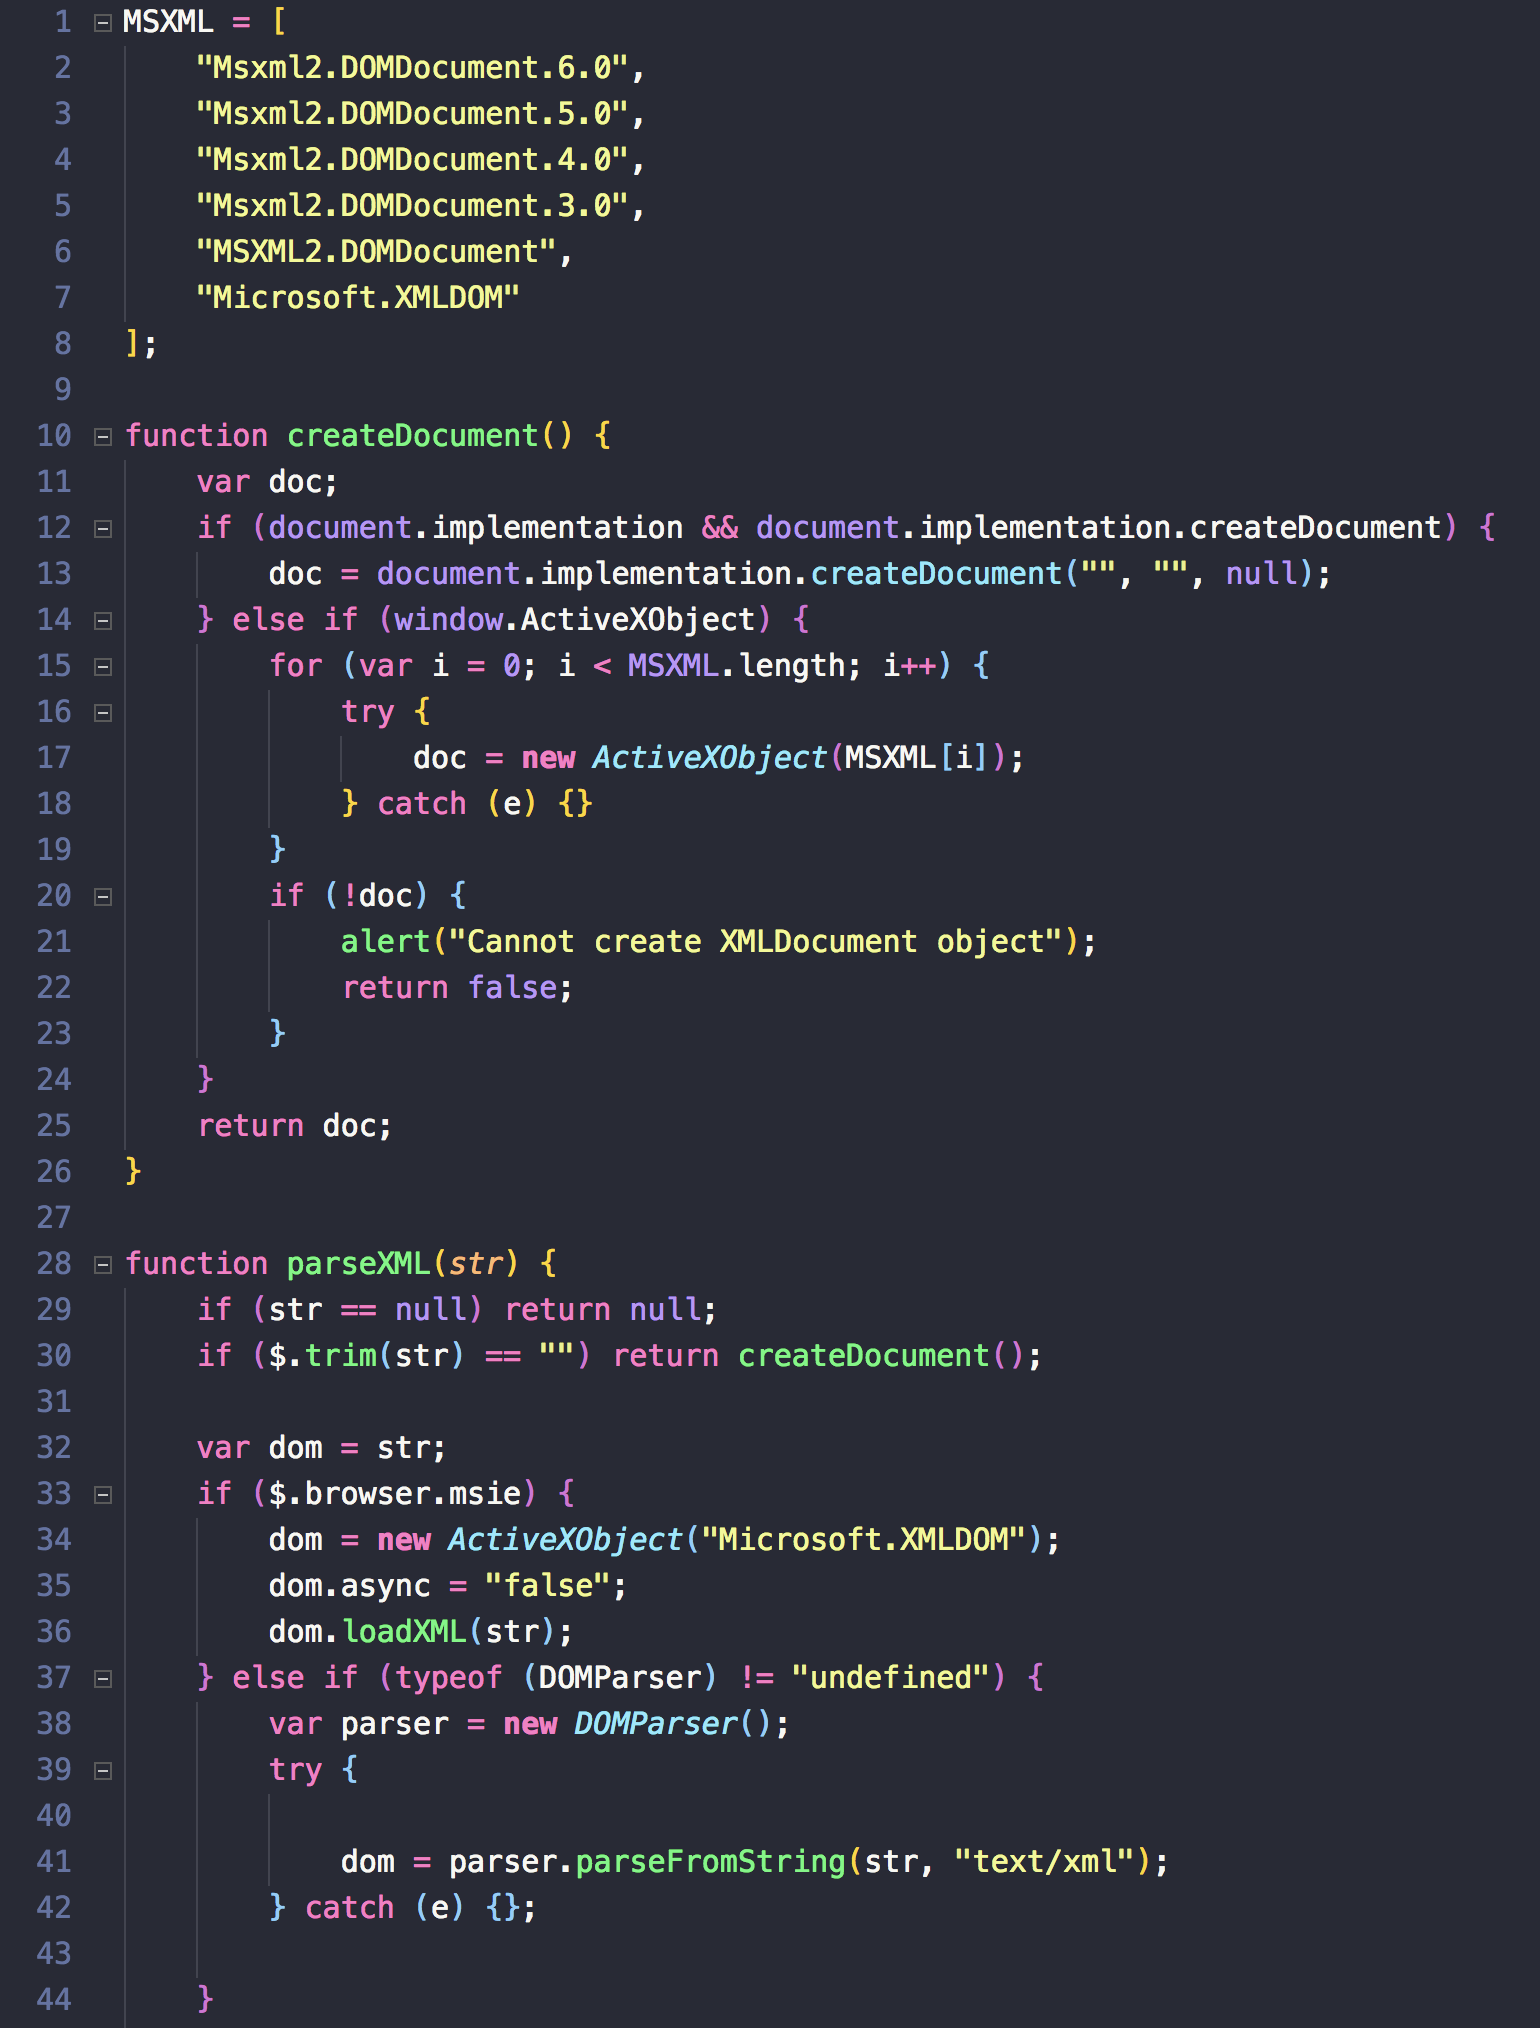 1 MSXML = [
2 "Msxml2.DOMDocument.6.0",
3 "Msxml2.DOMDocument.5.0",
4 "Msxml2.DOMDocument.4.0",
5 "Msxml2.DOMDocument.3.0",
6 "MSXML2.DOMDocument",
7 "Microsoft.XMLDOM"
8 ];
9
10 function createDocument() {
11 var doc;
12 if (document.implementation && document.implementation.createDocument) {
13 doc = document.implementation.createDocument("", "", null);
14 } else if (window.ActiveXObject) {
15 for (var i = 0; i < MSXML.length; i++) {
16 try {
17 doc = new ActiveXObject(MSXML[i]);
18 } catch (e) {}
19 }
20 if (!doc) {
21 alert("Cannot create XMLDocument object");
22 return false;
23 }
24 }
25 return doc;
26 }
27
28 function parseXML(str) {
29 if (str == null) return null;
30 if ($.trim(str) == "") return createDocument();
31
32 var dom = str;
33 if ($.browser.msie) {
34 dom = new ActiveXObject("Microsoft.XMLDOM");
35 dom.async = "false";
36 dom.loadXML(str);
37 } else if (typeof (DOMParser) != "undefined") {
38 var parser = new DOMParser();
39 try {
40
41 dom = parser.parseFromString(str, "text/xml");
42 } catch (e) {};
43
44 }